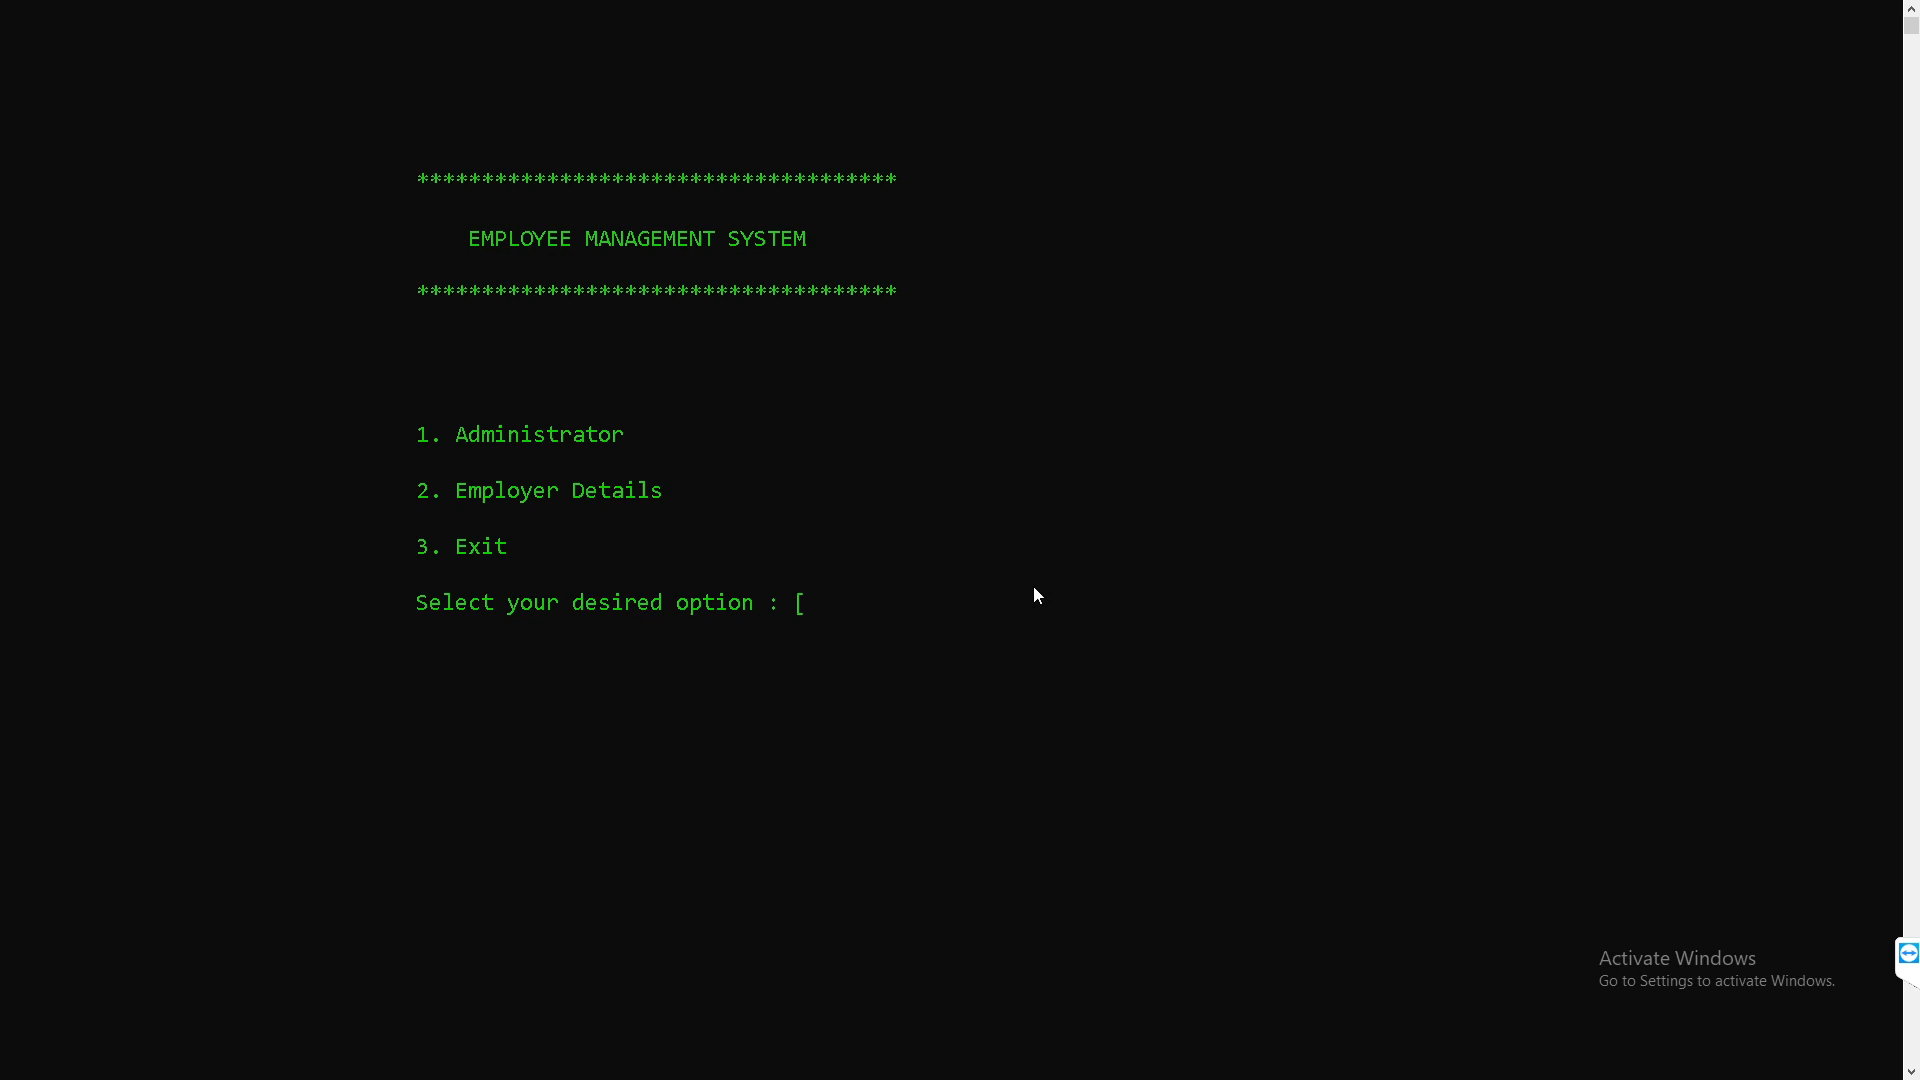 *************************************
EMPLOYEE MANAGEMENT SYSTEM
*************************************
1. Administrator
2. Employer Details
3. Exit
Select your desired option : [
Activate Windows
Go to Settings to activate Windows.